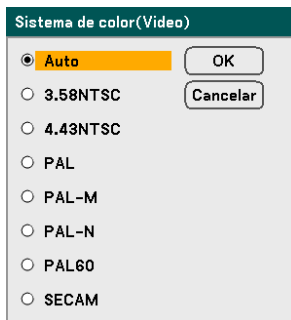 Sistema de color(Video)
Auto
OK
3.58NTSC
Cancelar
4.43NTSC
PAL
PAL-M
PAL-N
PAL60
SECAM